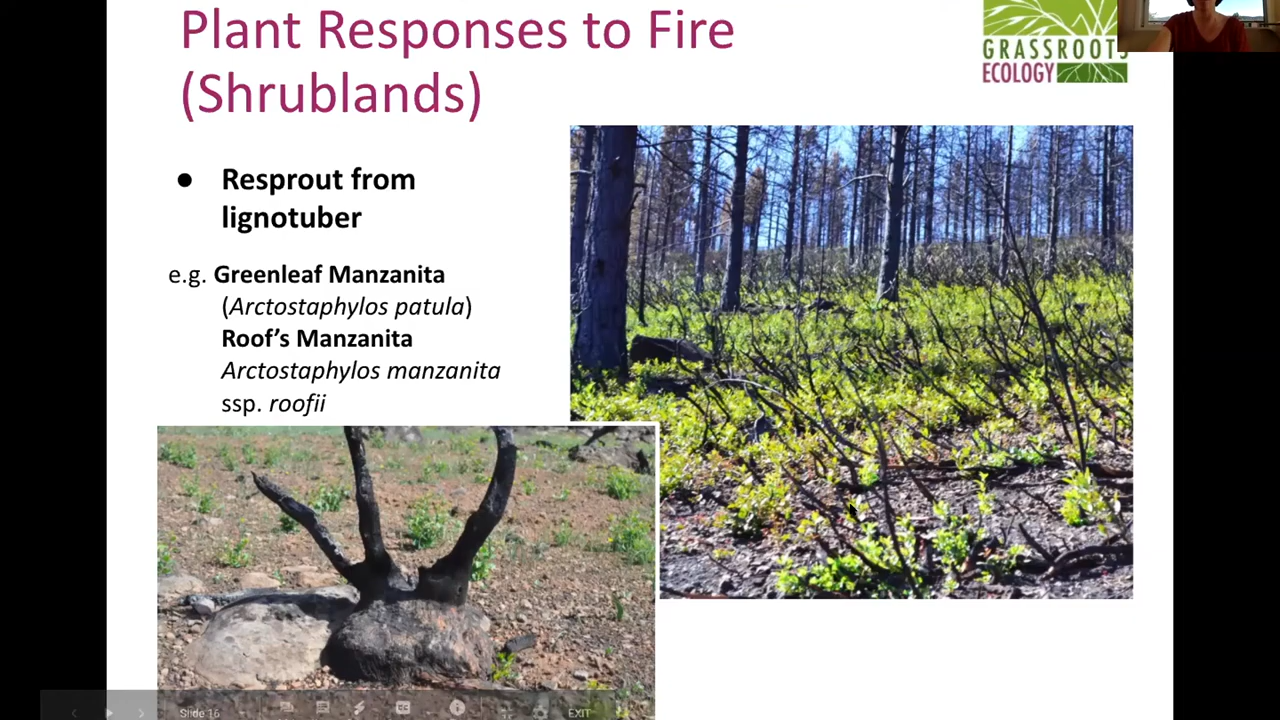 Plant Responses to Fire
(Shrublands)
GRASSROOTS
ECOLOGY
● Resprout from
lignotuber
e.g. Greenleaf Manzanita
(Arctostaphylos patula)
Roof’s Manzanita
Arctostaphylos manzanita
ssp. roofii
Slide 16
CC
EXIT